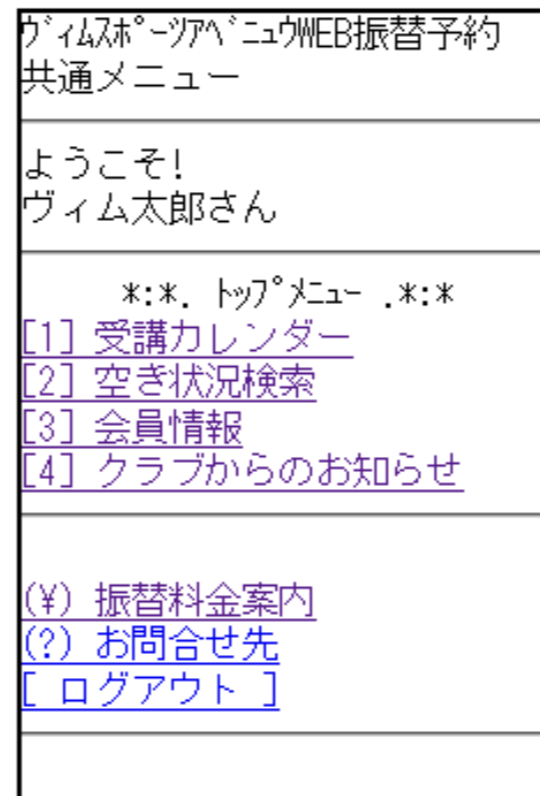 ヴィムスポーツアベニュウWEB振替予約
共通メニュー
ようこそ!
ヴィム太郎さん
*:*. トップメニュー .*:*
[1] 受講カレンダー
[2] 空き状況検索
[3] 会員情報
[4] クラブからのお知らせ
(¥) 振替料金案内
(?) お問合せ先
[ ログアウト ]